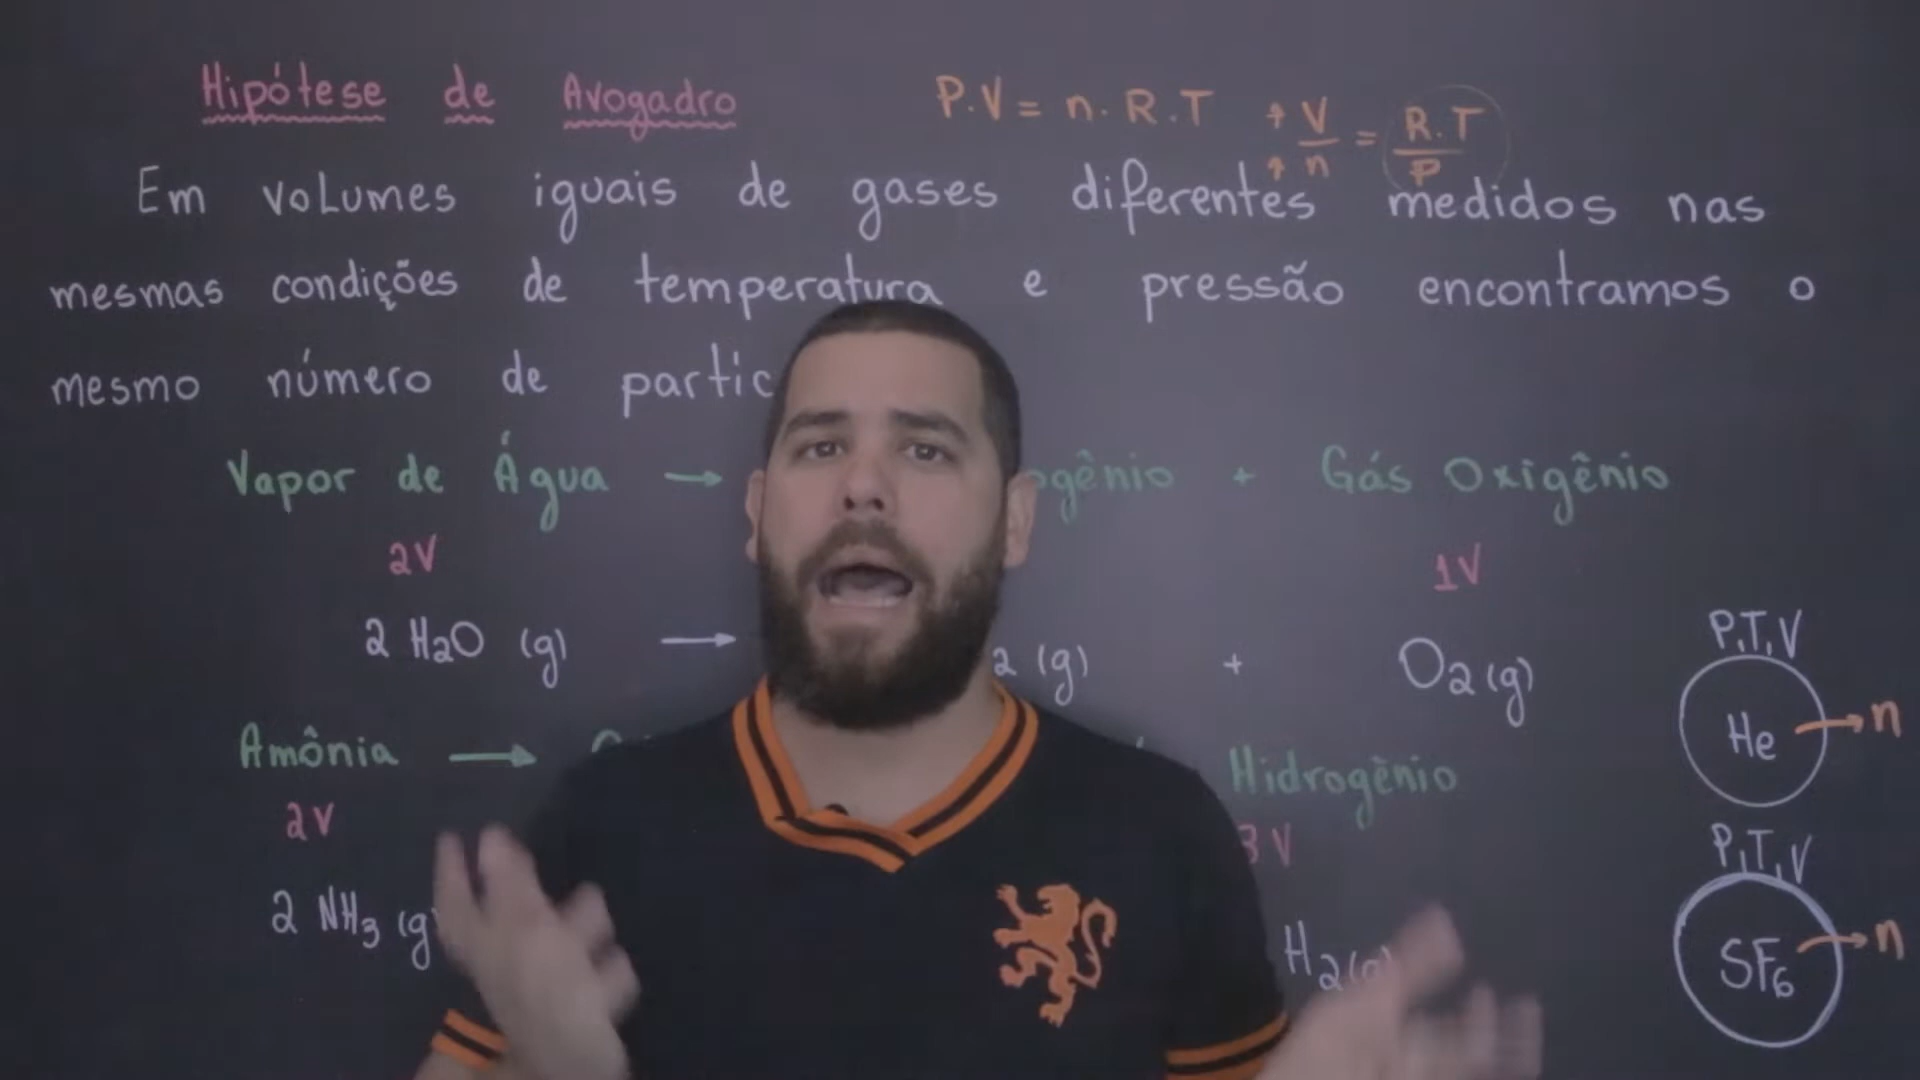 Hipótese de Avogadro
P.V = n.R.T V/n = R.T/P
Em volumes iguais de gases diferentes medidos nas
mesmas condições de temperatura e pressão encontramos o
mesmo número de
Vapor de Água → + Gás Oxigênio
2V 1V
2 H2O (g) → 2 (g) + O2 (g)
P,T,V
He → n
Amônia → Hidrogênio
2V 3V
2 NH3 (g) H2(g)
P,T,V
SF6 → n